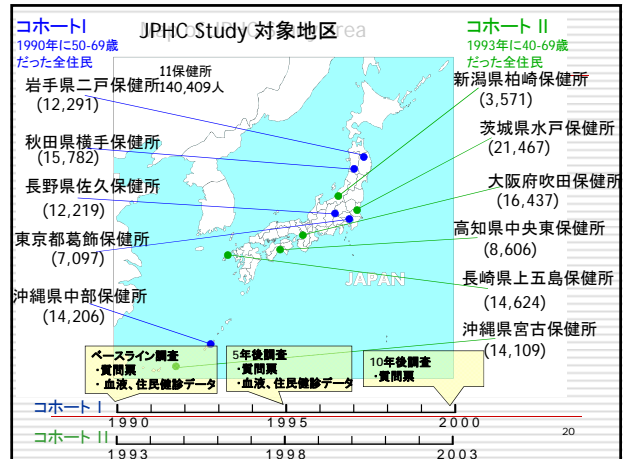 JPHC Study 対象地区
Map of JPHC Study Area
コホートI
1990年に50-69歳
だった全住民
コホート II
1993年に40-69歳
だった全住民
11保健所
140,409人
岩手県二戸保健所
(12,291)
秋田県横手保健所
(15,782)
長野県佐久保健所
(12,219)
東京都葛飾保健所
(7,097)
沖縄県中部保健所
(14,206)
新潟県柏崎保健所
(3,571)
茨城県水戸保健所
(21,467)
大阪府吹田保健所
(16,437)
高知県中央東保健所
(8,606)
長崎県上五島保健所
(14,624)
沖縄県宮古保健所
(14,109)
JAPAN
ベースライン調査
・質問票
・血液、住民健診データ
5年後調査
・質問票
・血液、住民健診データ
10年後調査
・質問票
コホート I
1990 1995 2000
20
コホート II
1993 1998 2003